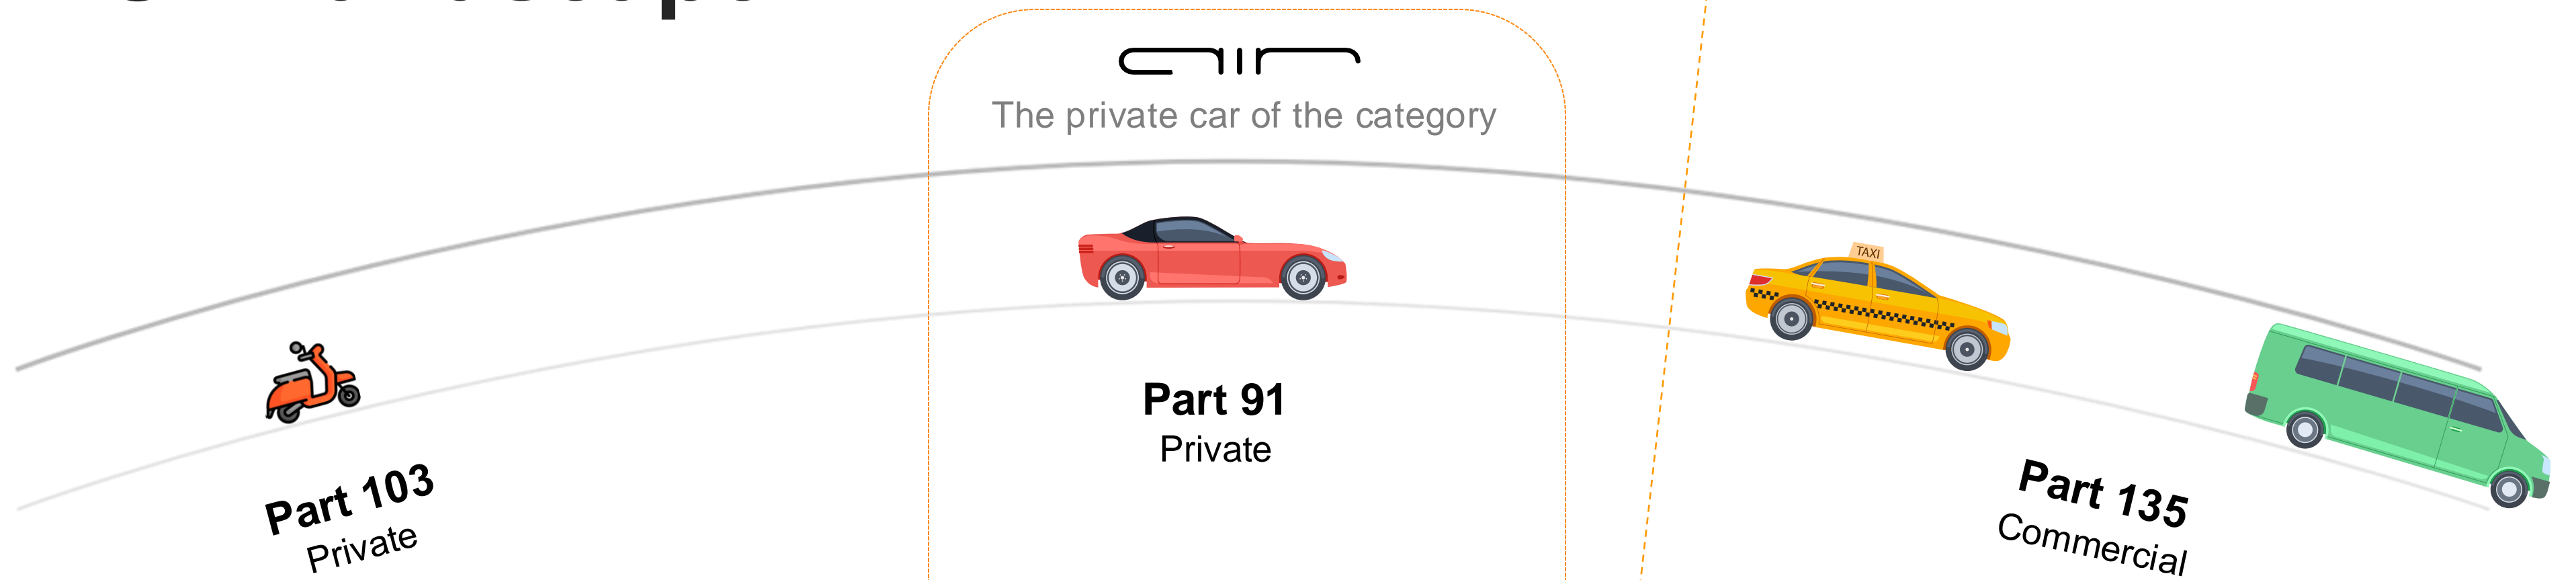 The private car of the category
TAXI
Part 91
Private
Part 103
Private
Part 135
Commercial